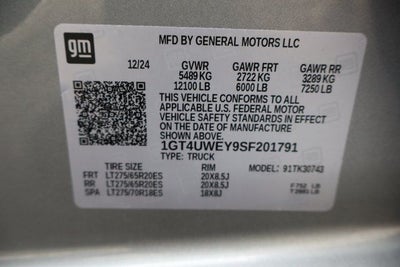 gm
MFD BY GENERAL MOTORS LLC
12/24 GVWR GAWR FRT GAWR RR
5489 KG 2722 KG 3289 KG
12100 LB 6000 LB 7250 LB
THIS VEHICLE CONFORMS TO ALL
APPLICABLE U.S. FEDERAL MOTOR
VEHICLE SAFETY STANDARDS IN EFFECT
ON THE DATE OF MANUFACTURE
SHOWN ABOVE.
1GT4UWEY9SF201791
TYPE: TRUCK MODEL: 91TK30743
TIRE SIZE RIM
FRT LT275/65R20ES 20X8.5J
RR LT275/65R20ES 20X8.5J F 752 LB
SPA LT275/70R18ES 18X8J